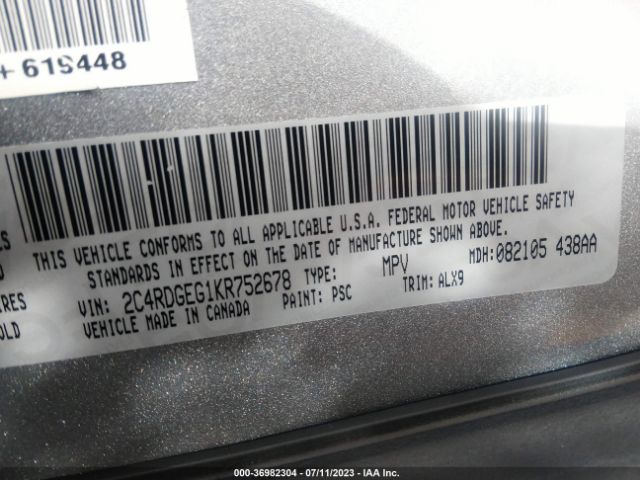 + 619448
THIS VEHICLE CONFORMS TO ALL APPLICABLE U.S.A. FEDERAL MOTOR VEHICLE SAFETY
STANDARDS IN EFFECT ON THE DATE OF MANUFACTURE SHOWN ABOVE.
VIN: 2C4RDGEG1KR752678 TYPE: MPV MDH:082105 438AA
VEHICLE MADE IN CANADA PAINT: PSC TRIM: ALX9
000-36982304 - 07/11/2023 - IAA Inc.